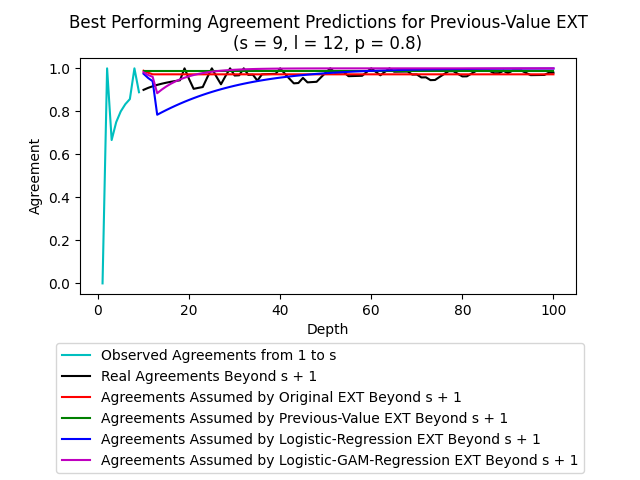 Best Performing Agreement Predictions for Previous-Value EXT
(s = 9, l = 12, p = 0.8)
1.0
0.8
0.6
0.4
0.2
0.0
Agreement
0 20 40 60 80 100
Depth
Observed Agreements from 1 to s
Real Agreements Beyond s + 1
Agreements Assumed by Original EXT Beyond s + 1
Agreements Assumed by Previous-Value EXT Beyond s + 1
Agreements Assumed by Logistic-Regression EXT Beyond s + 1
Agreements Assumed by Logistic-GAM-Regression EXT Beyond s + 1